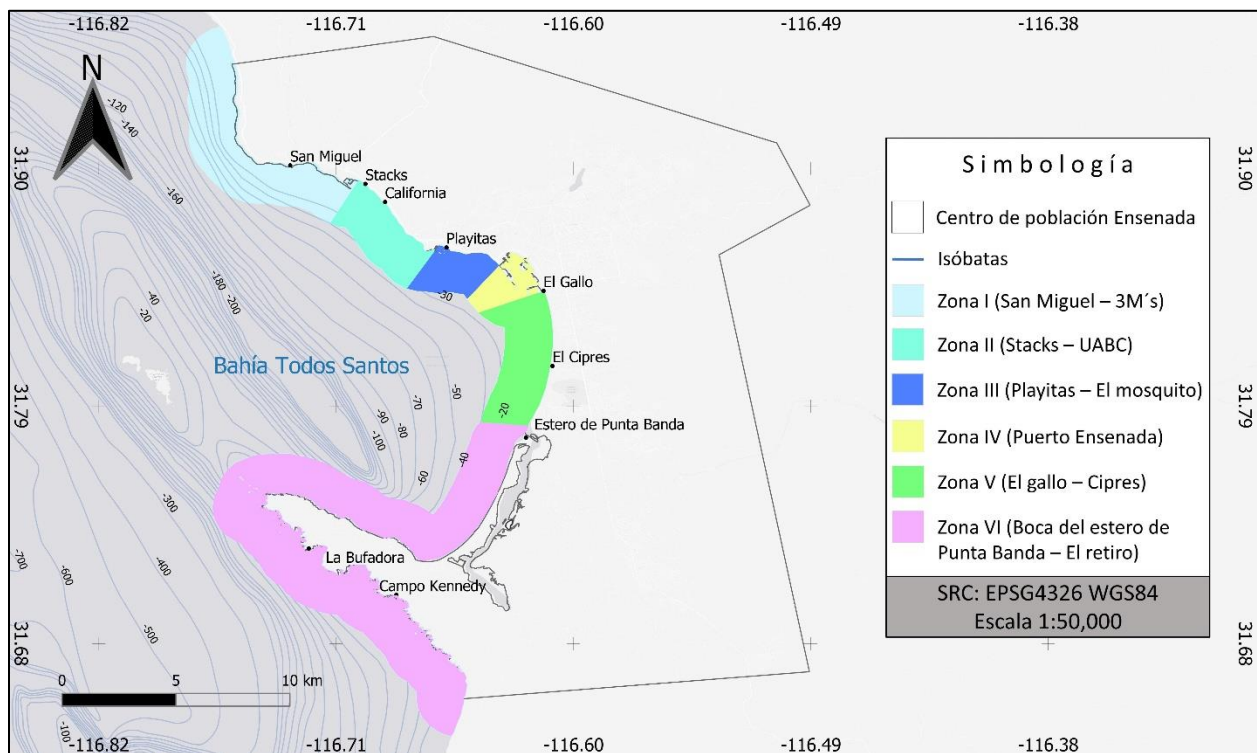 -116.82 -116.71 -116.60 -116.49 -116.38
N
-120
-140
San Miguel
Stacks
California
31.90
31.90
-160
Playitas
-180
-200
-30
El Gallo
-40
-20
Bahía Todos Santos
El Cipres
-50
-70
-90
-80
-100
-20
31.79
31.79
Estero de Punta Banda
-40
-60
-300
La Bufadora
-700
-600
Campo Kennedy
-500
31.68
31.68
0 5 10 km
-100
-116.82 -116.71 -116.60 -116.49 -116.38
Simbología
Centro de población Ensenada
Isóbatas
Zona I (San Miguel – 3M´s)
Zona II (Stacks – UABC)
Zona III (Playitas – El mosquito)
Zona IV (Puerto Ensenada)
Zona V (El gallo – Cipres)
Zona VI (Boca del estero de
Punta Banda – El retiro)
SRC: EPSG4326 WGS84
Escala 1:50,000